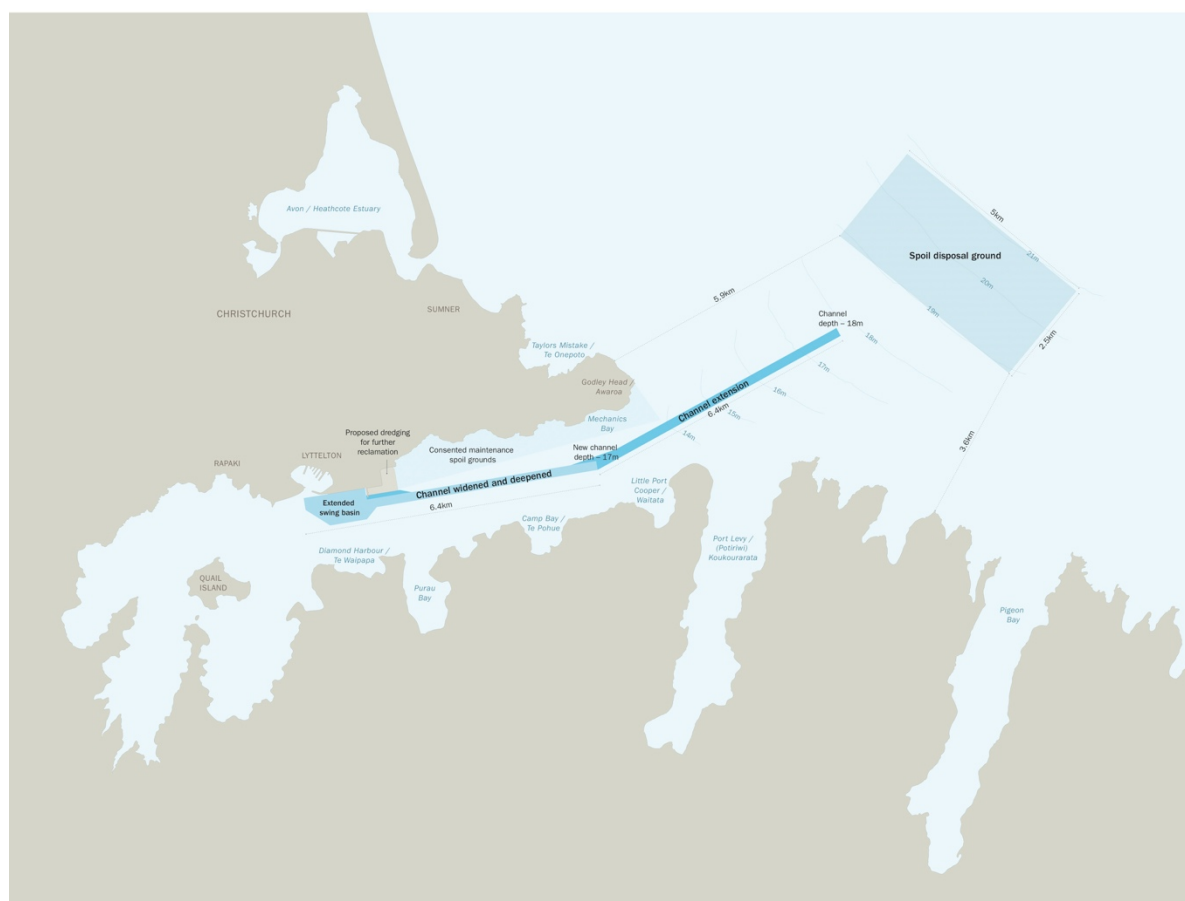 Avon / Heathcote Estuary
CHRISTCHURCH
SUMNER
Taylors Mistake /
Te Onepoto
Godley Head /
Awaroa
Mechanics
Bay
5.9km
5km
21m
Spoil disposal ground
20m
19m
2.5km
Channel
depth – 18m
18m
17m
16m
15m
14m
Channel extension
6.4km
3.6km
Proposed dredging
for further
reclamation
Consented maintenance
spoil grounds
New channel
depth – 17m
RAPAKI
LYTTELTON
Extended
swing basin
Channel widened and deepened
6.4km
Little Port
Cooper /
Waitata
Camp Bay /
Te Pohue
Diamond Harbour /
Te Waipapa
Port Levy /
(Potiriwi)
Koukourarata
QUAIL
ISLAND
Purau
Bay
Pigeon
Bay